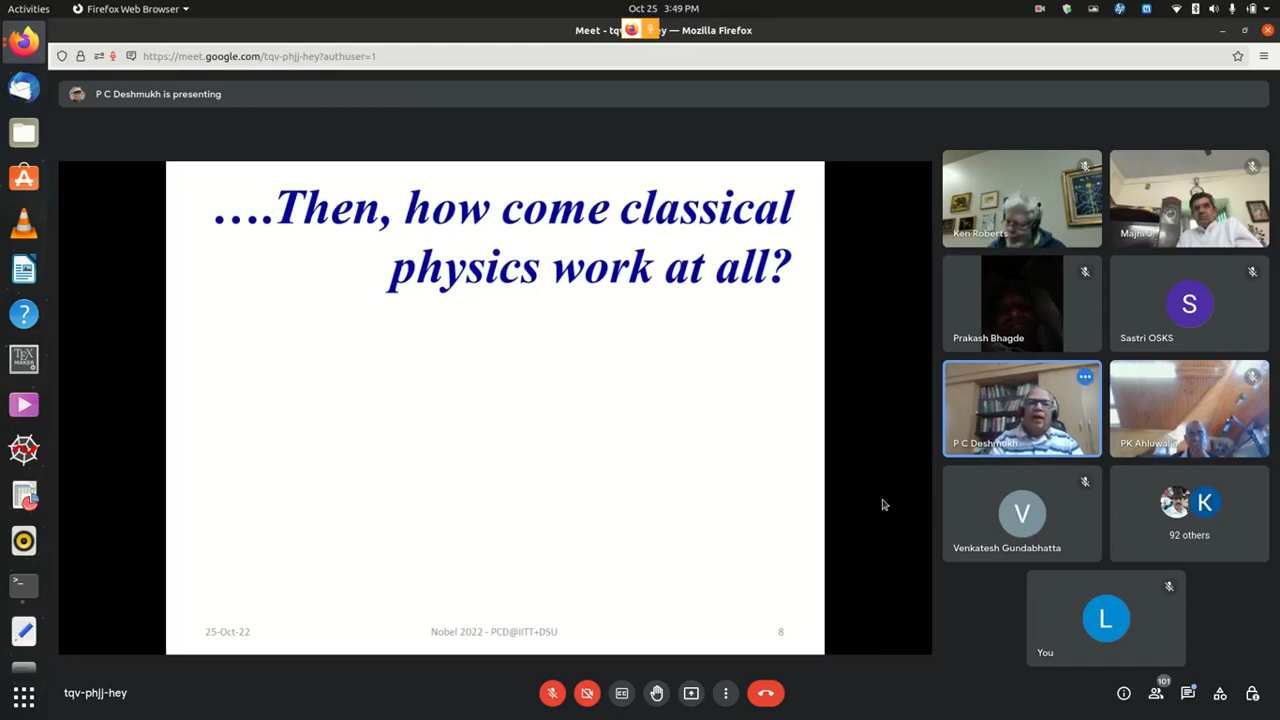 Activities
Firefox Web Browser
Oct 25 3:49 PM
Meet - tq
y — Mozilla Firefox
https://meet.google.com/tqv-phjj-hey?authuser=1
P C Deshmukh is presenting
….Then, how come classical
physics work at all?
25-Oct-22
Nobel 2022 - PCD@IITT+DSU
8
Ken Roberts
Prakash Bhagde
S
Sastri OSKS
P C Deshmukh
PK Ahluwalia
V
Venkatesh Gundabhatta
K
92 others
L
You
TEX
MAKER
tqv-phjj-hey
101